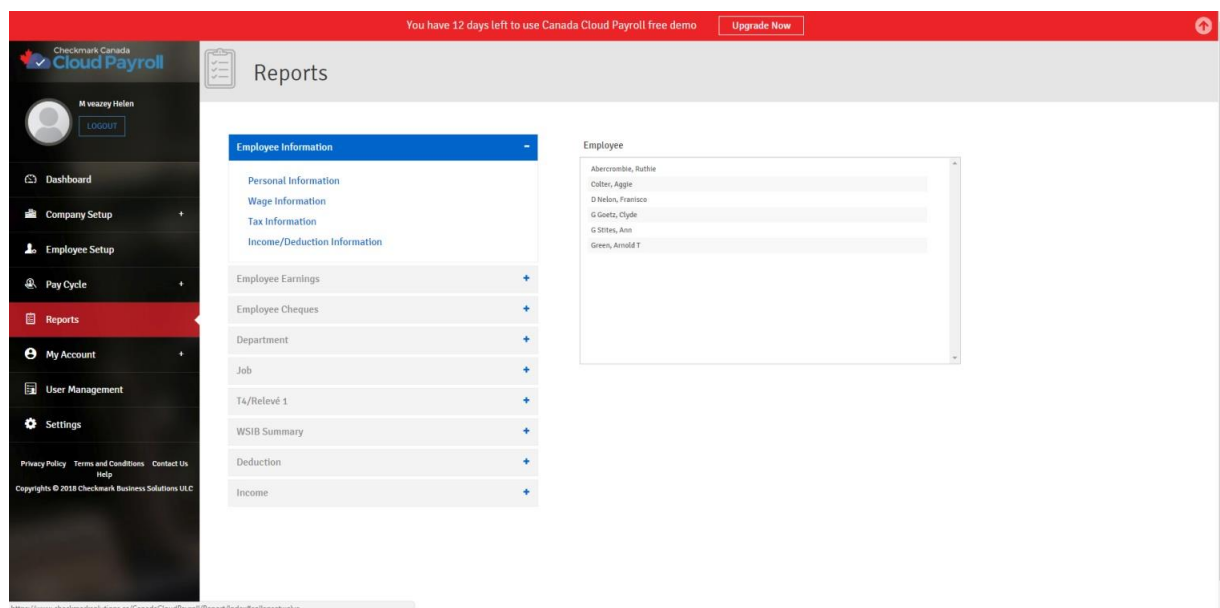 You have 12 days left to use Canada Cloud Payroll free demo
Upgrade Now
Checkmark Canada
Cloud Payroll
M veazey Helen
LOGOUT
Dashboard
Company Setup +
Employee Setup
Pay Cycle +
Reports
My Account +
User Management
Settings
Privacy Policy Terms and Conditions Contact Us
Help
Copyrights © 2018 Checkmark Business Solutions ULC
Reports
Employee Information -
Personal Information
Wage Information
Tax Information
Income/Deduction Information
Employee Earnings +
Employee Cheques +
Department +
Job +
T4/Relevé 1 +
WSIB Summary +
Deduction +
Income +
Employee
Abercrombie, Ruthie
Colter, Aggie
D Nelon, Franisco
G Goetz, Clyde
G Stites, Ann
Green, Arnold T